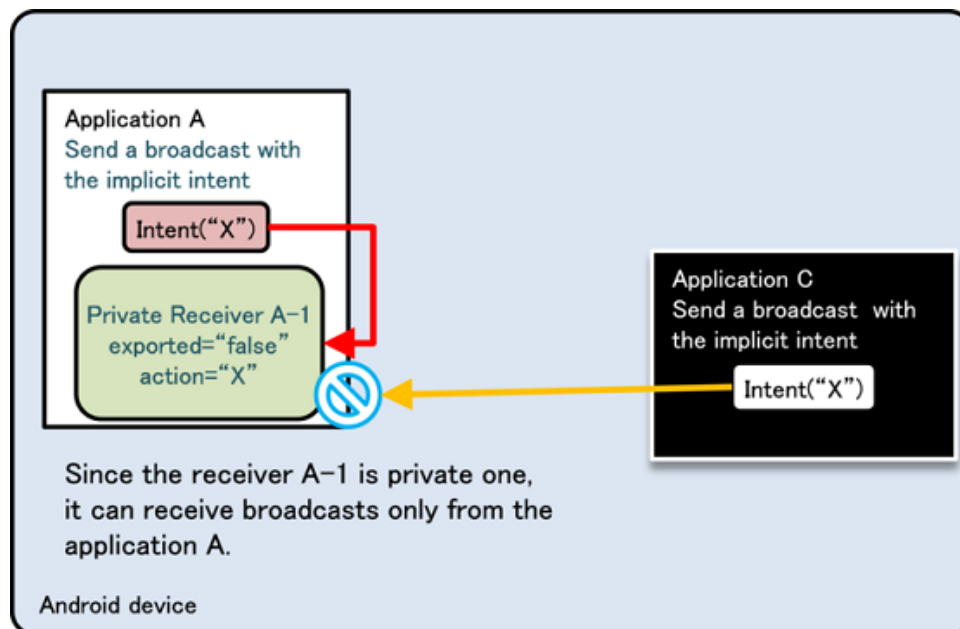 Application A
Send a broadcast with
the implicit intent
Intent(“X”)
Private Receiver A-1
exported=“false”
action=“X”
Application C
Send a broadcast with
the implicit intent
Intent(“X”)
Since the receiver A-1 is private one,
it can receive broadcasts only from the
application A.
Android device